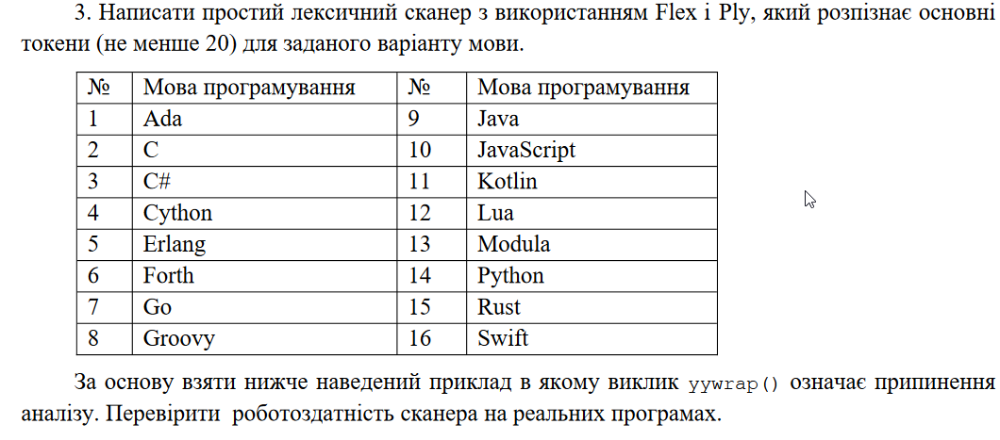 3. Написати простий лексичний сканер з використанням Flex і Ply, який розпізнає основні
токени (не менше 20) для заданого варіанту мови.
№ Мова програмування № Мова програмування
1 Ada 9 Java
2 C 10 JavaScript
3 C# 11 Kotlin
4 Cython 12 Lua
5 Erlang 13 Modula
6 Forth 14 Python
7 Go 15 Rust
8 Groovy 16 Swift
За основу взяти нижче наведений приклад в якому виклик yywrap() означає припинення
аналізу. Перевірити роботоздатність сканера на реальних програмах.